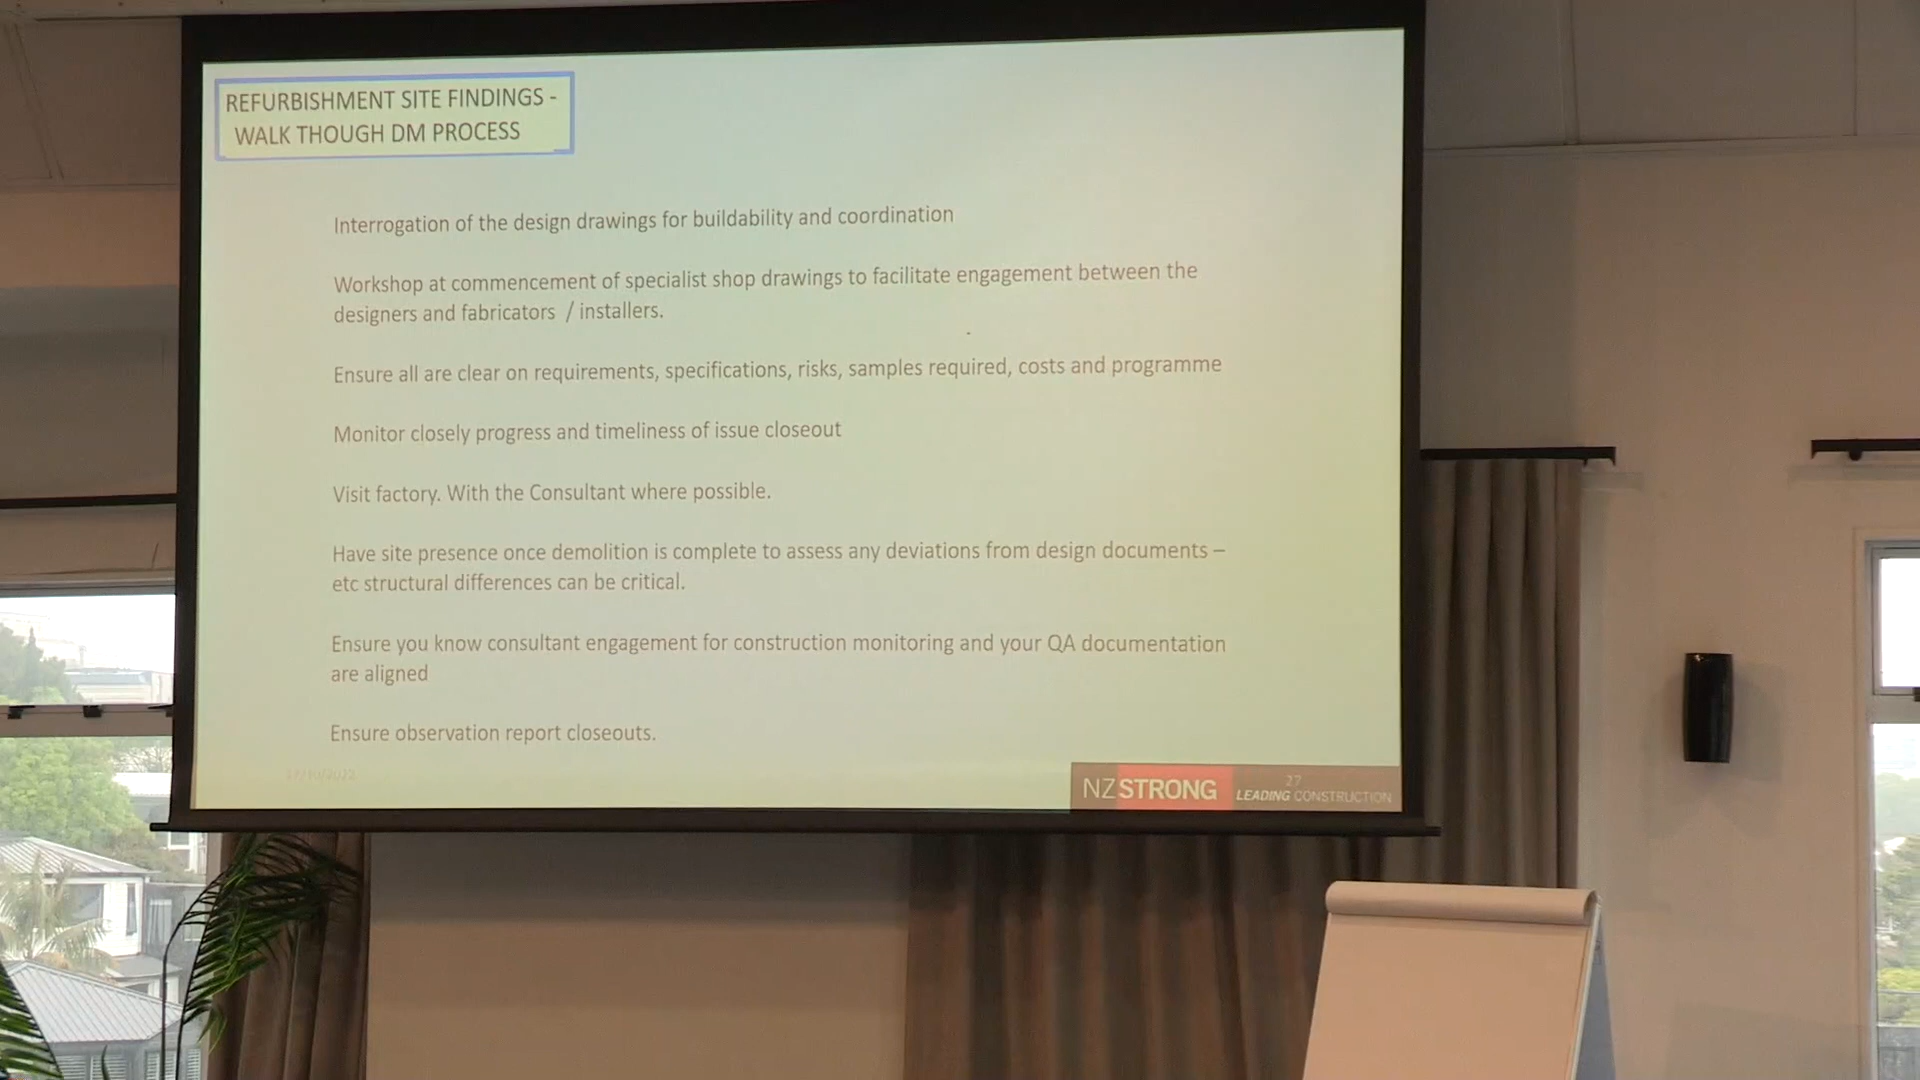 REFURBISHMENT SITE FINDINGS -
WALK THOUGH DM PROCESS
Interrogation of the design drawings for buildability and coordination
Workshop at commencement of specialist shop drawings to facilitate engagement between the
designers and fabricators / installers.
Ensure all are clear on requirements, specifications, risks, samples required, costs and programme
Monitor closely progress and timeliness of issue closeout
Visit factory. With the Consultant where possible.
Have site presence once demolition is complete to assess any deviations from design documents –
etc structural differences can be critical.
Ensure you know consultant engagement for construction monitoring and your QA documentation
are aligned
Ensure observation report closeouts.
27/10/2022
27
NZSTRONG LEADING CONSTRUCTION